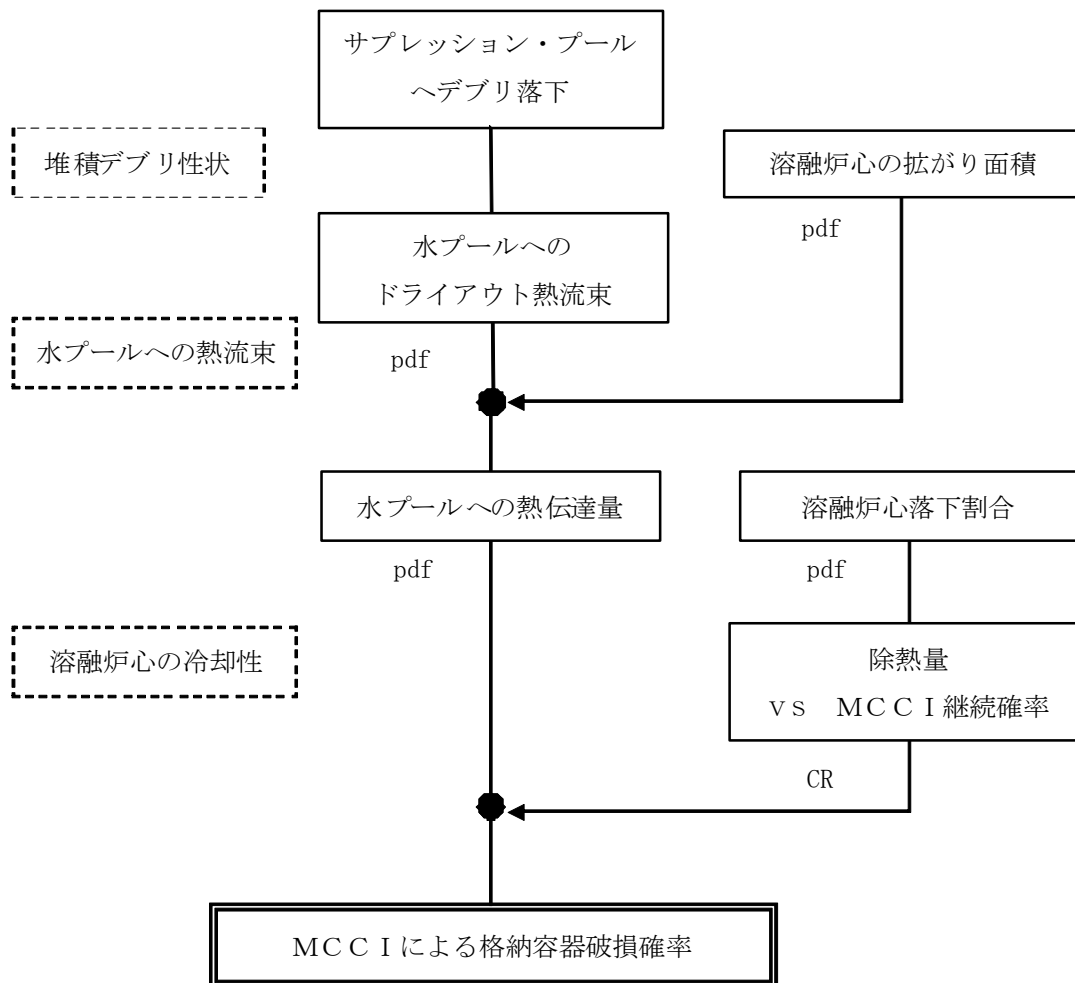 サプレッション・プール
へデブリ落下
堆積デブリ性状
溶融炉心の拡がり面積
pdf
水プールへの
ドライアウト熱流束
水プールへの熱流束
pdf
水プールへの熱伝達量
溶融炉心落下割合
pdf
pdf
溶融炉心の冷却性
除熱量
vs　ＭＣＣＩ継続確率
CR
ＭＣＣＩによる格納容器破損確率